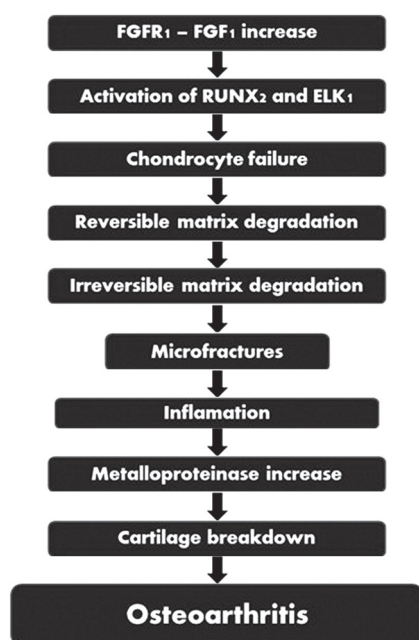 FGFR₁ – FGF₁ increase
Activation of RUNX₂ and ELK₁
Chondrocyte failure
Reversible matrix degradation
Irreversible matrix degradation
Microfractures
Inflamation
Metalloproteinase increase
Cartilage breakdown
Osteoarthritis